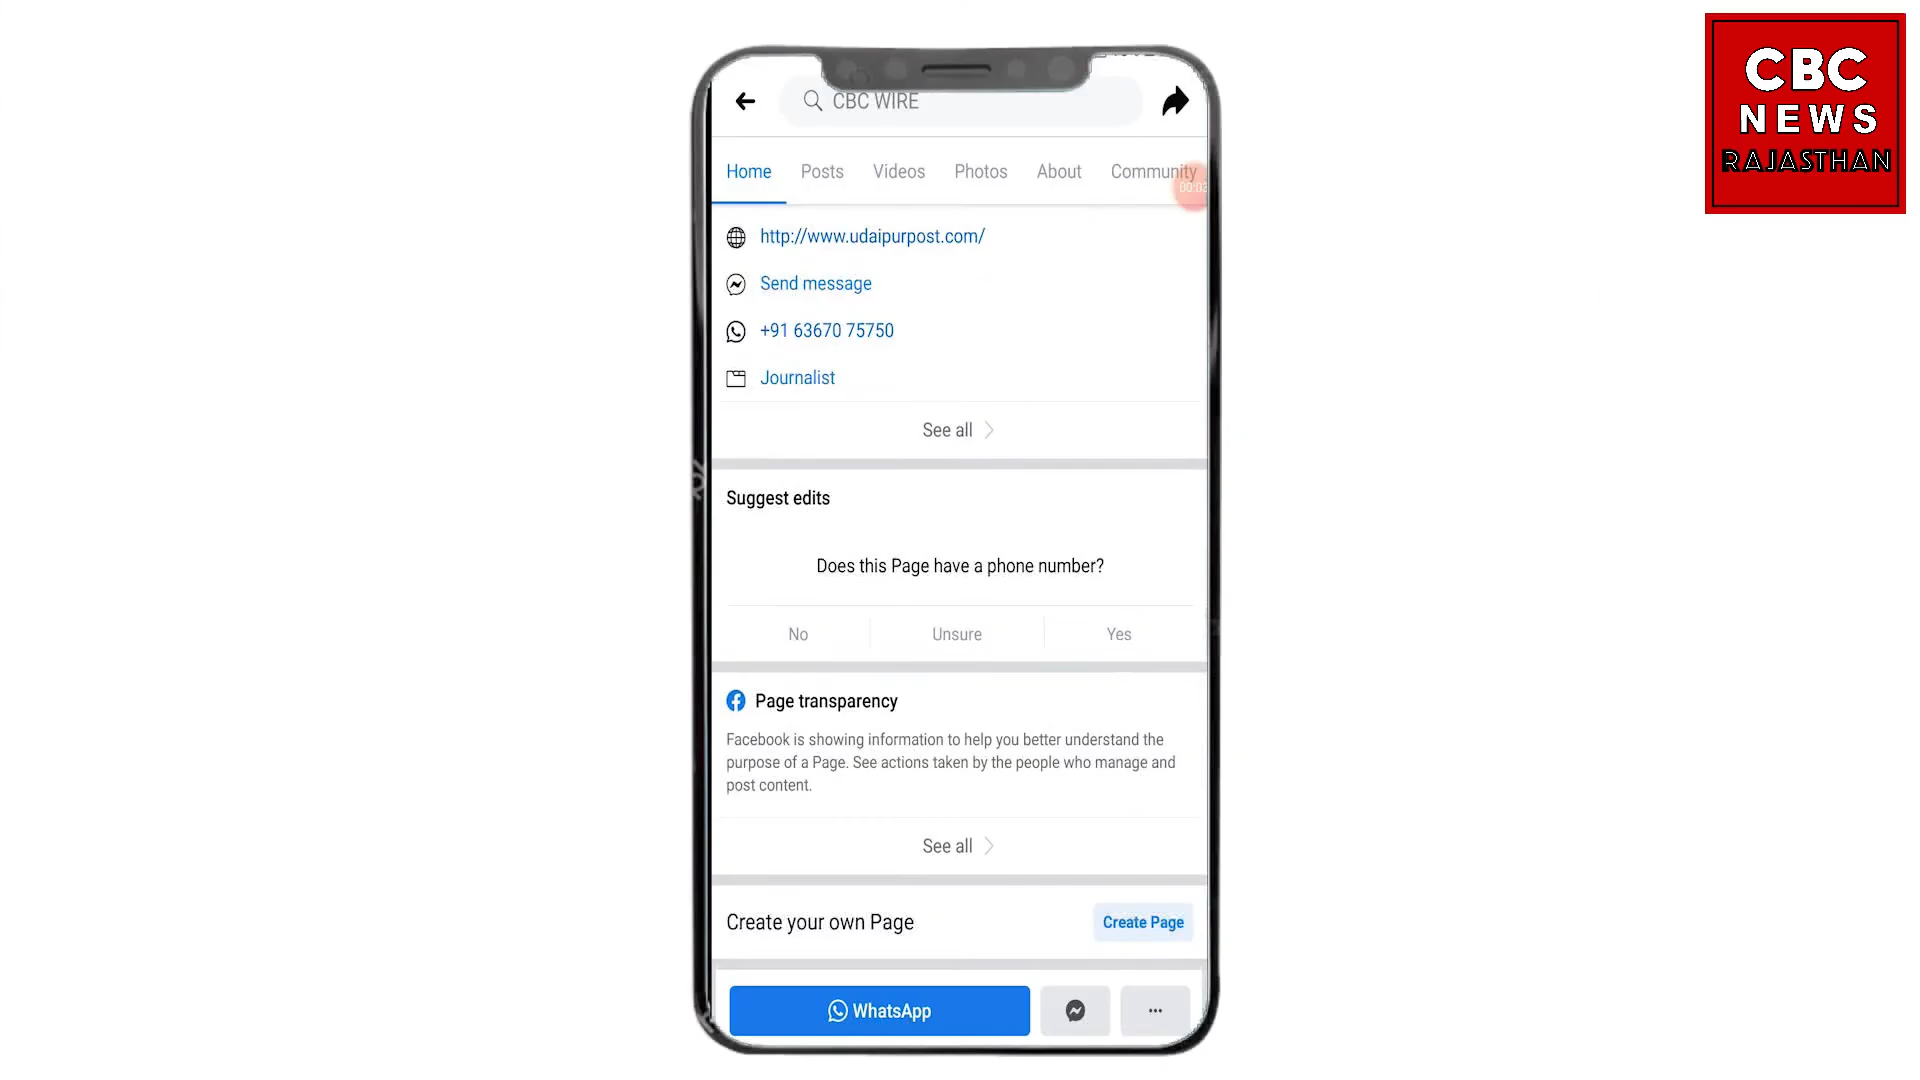 CBC WIRE
CBC
NEWS
RAJASTHAN
Home Posts Videos Photos About Community
00:03
http://www.udaipurpost.com/
Send message
+91 63670 75750
Journalist
See all
Suggest edits
Does this Page have a phone number?
No Unsure Yes
Page transparency
Facebook is showing information to help you better understand the
purpose of a Page. See actions taken by the people who manage and
post content.
See all
Create your own Page Create Page
WhatsApp